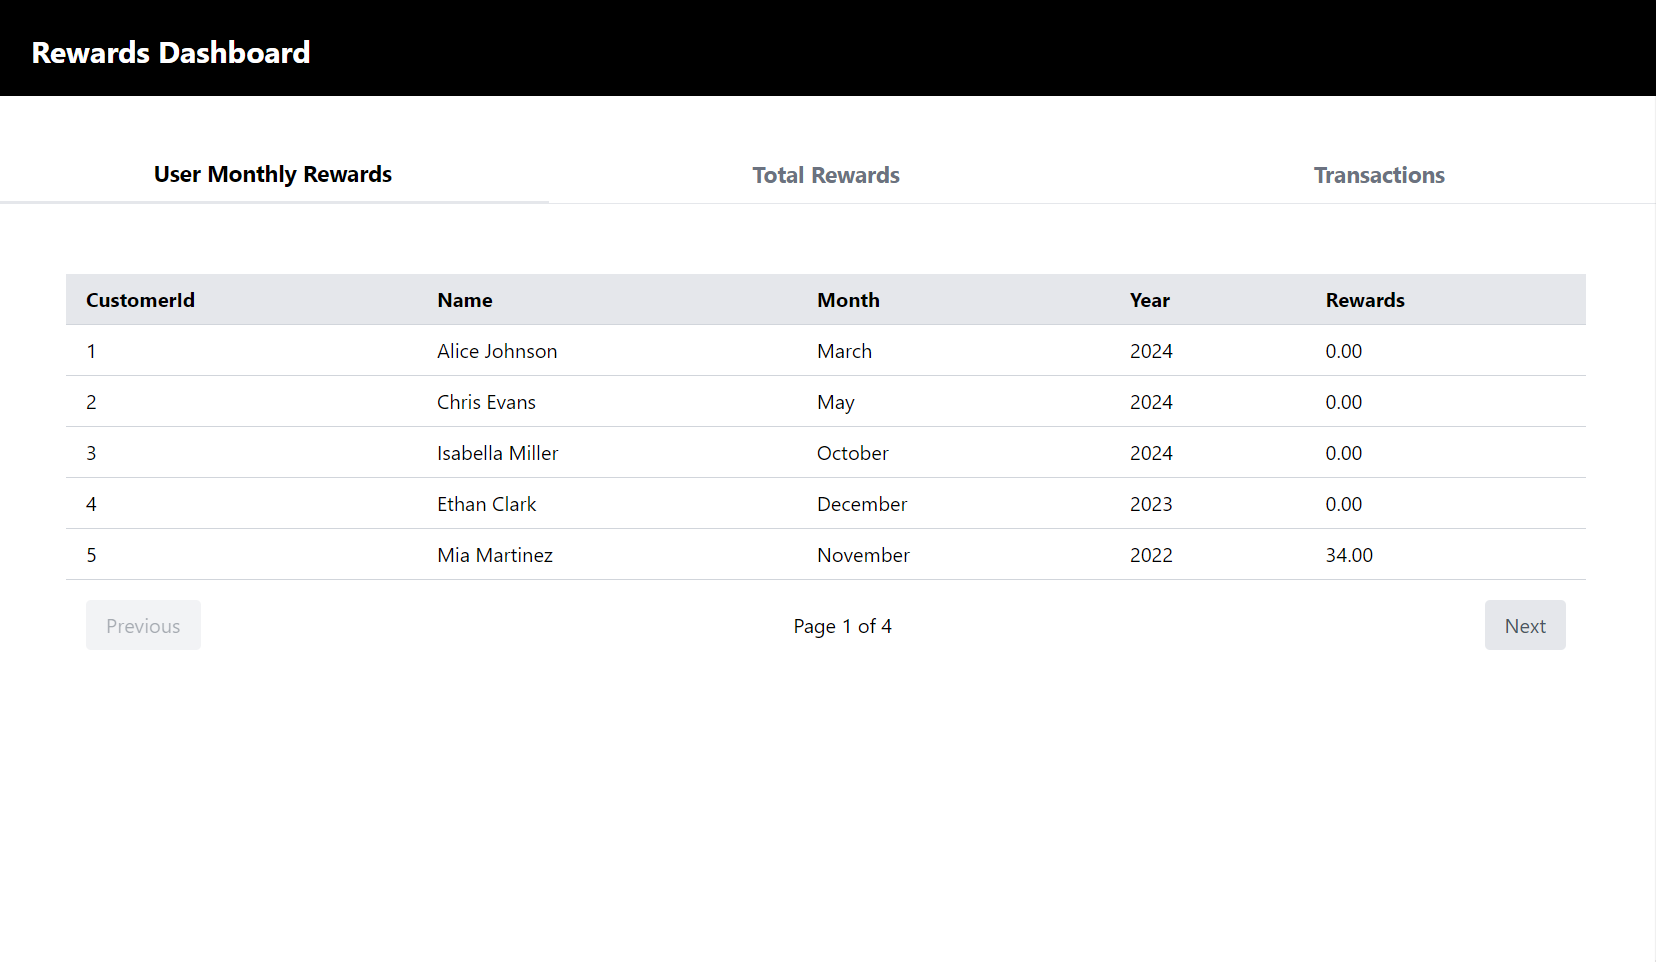 Rewards Dashboard
User Monthly Rewards Total Rewards Transactions
CustomerId Name Month Year Rewards
1 Alice Johnson March 2024 0.00
2 Chris Evans May 2024 0.00
3 Isabella Miller October 2024 0.00
4 Ethan Clark December 2023 0.00
5 Mia Martinez November 2022 34.00
Previous Page 1 of 4 Next